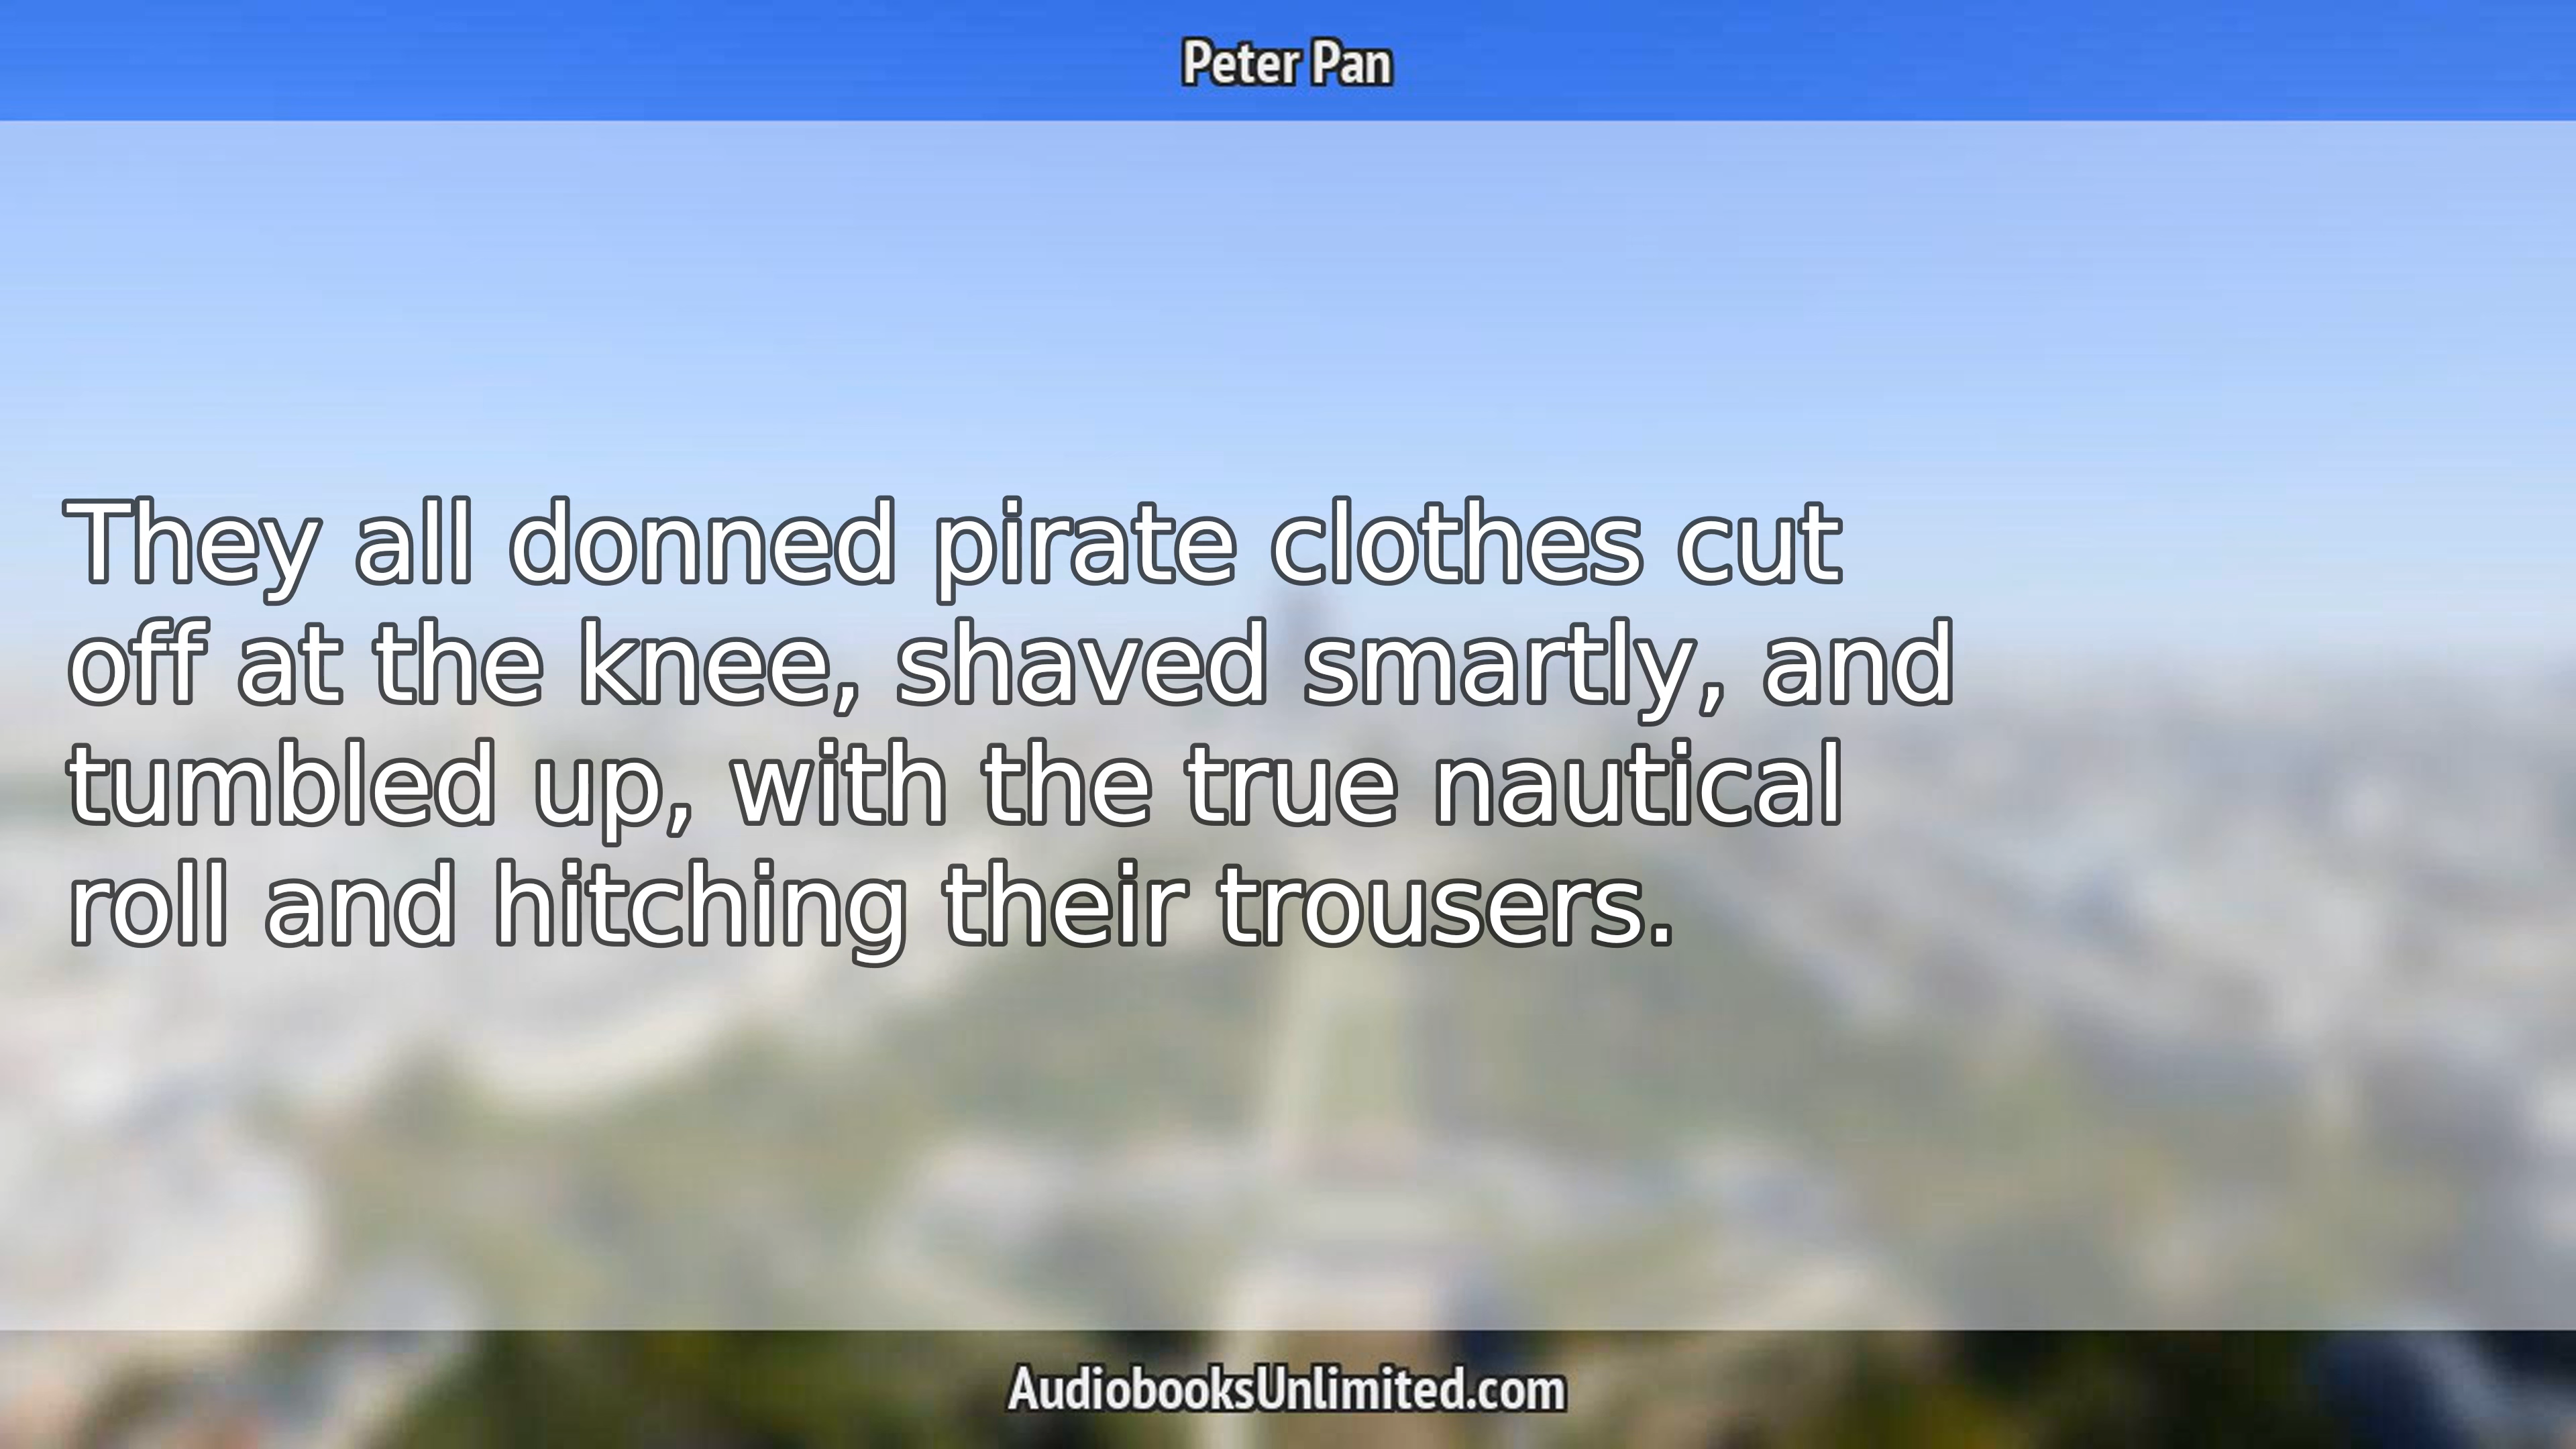 Peter Pan
They all donned pirate clothes cut
off at the knee, shaved smartly, and
tumbled up, with the true nautical
roll and hitching their trousers.
AudiobooksUnlimited.com